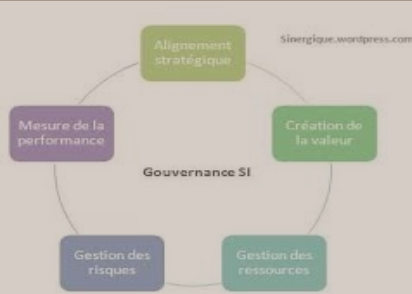 Sinergique.wordpress.com
Alignement
stratégique
Création de
la valeur
Gestion des
ressources
Gestion des
risques
Mesure de la
performance
Gouvernance SI